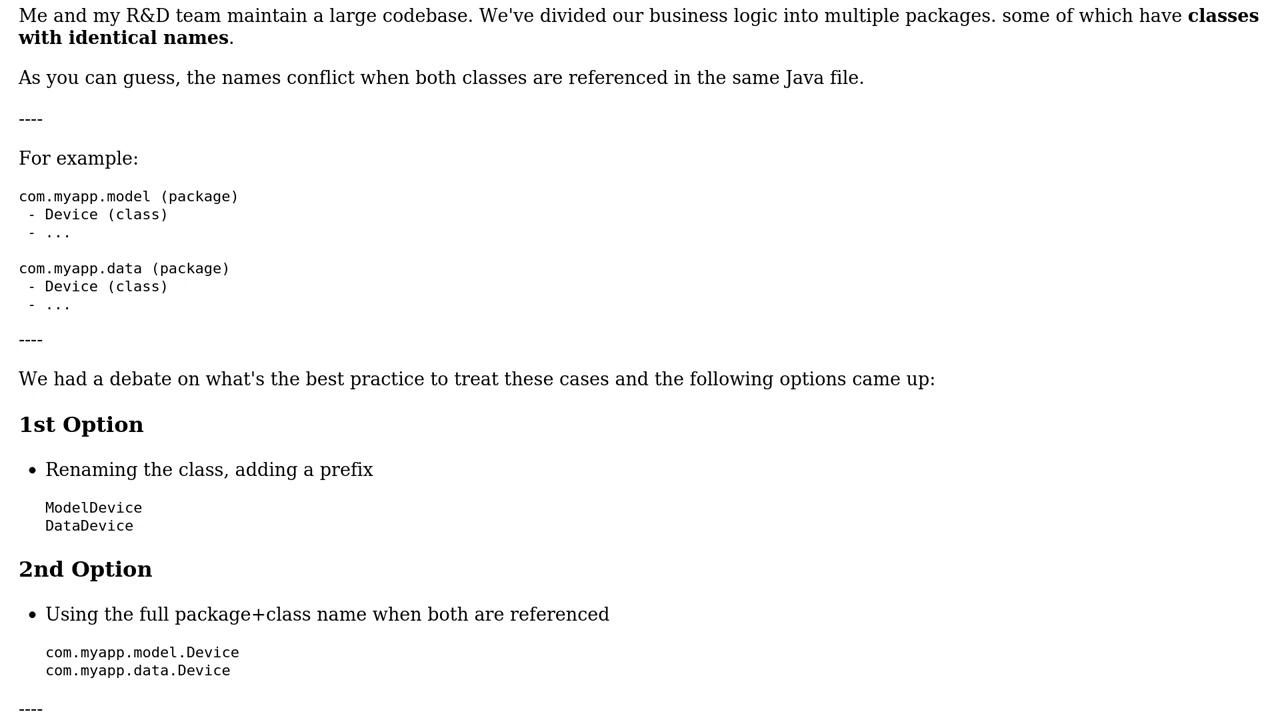 Me and my R&D team maintain a large codebase. We've divided our business logic into multiple packages. some of which have classes
with identical names.
As you can guess, the names conflict when both classes are referenced in the same Java file.
----
For example:
com.myapp.model (package)
- Device (class)
- ...
com.myapp.data (package)
- Device (class)
- ...
----
We had a debate on what's the best practice to treat these cases and the following options came up:
1st Option
• Renaming the class, adding a prefix
ModelDevice
DataDevice
2nd Option
• Using the full package+class name when both are referenced
com.myapp.model.Device
com.myapp.data.Device
----